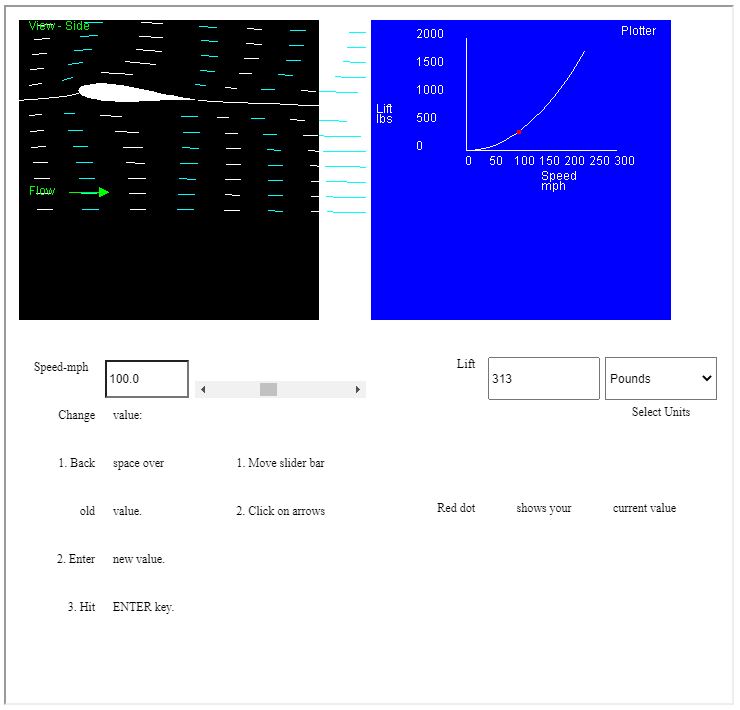 View - Side
Flow
Plotter
2000
1500
1000
500
0
Lift
lbs
0 50 100 150 200 250 300
Speed
mph
Speed-mph 100.0
Lift 313 Pounds
Change value:
Select Units
1. Back space over
1. Move slider bar
old value.
2. Click on arrows
Red dot shows your current value
2. Enter new value.
3. Hit ENTER key.